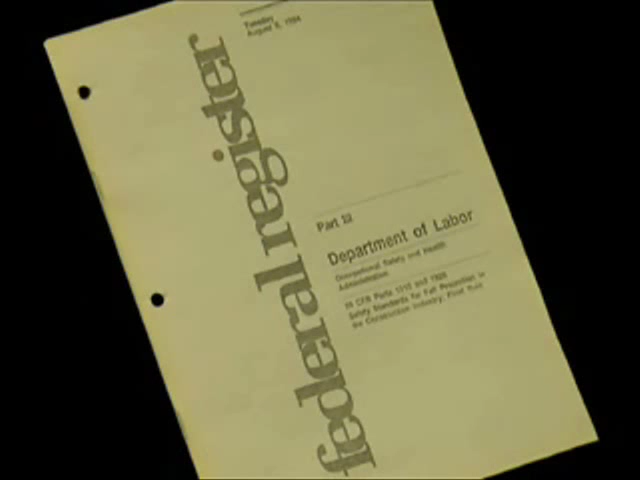 Tuesday
August 9, 1994
federal register
Part III
Department of Labor
Occupational Safety and Health
Administration
29 CFR Parts 1910 and 1926
Safety Standards for Fall Protection in
the Construction Industry; Final Rule